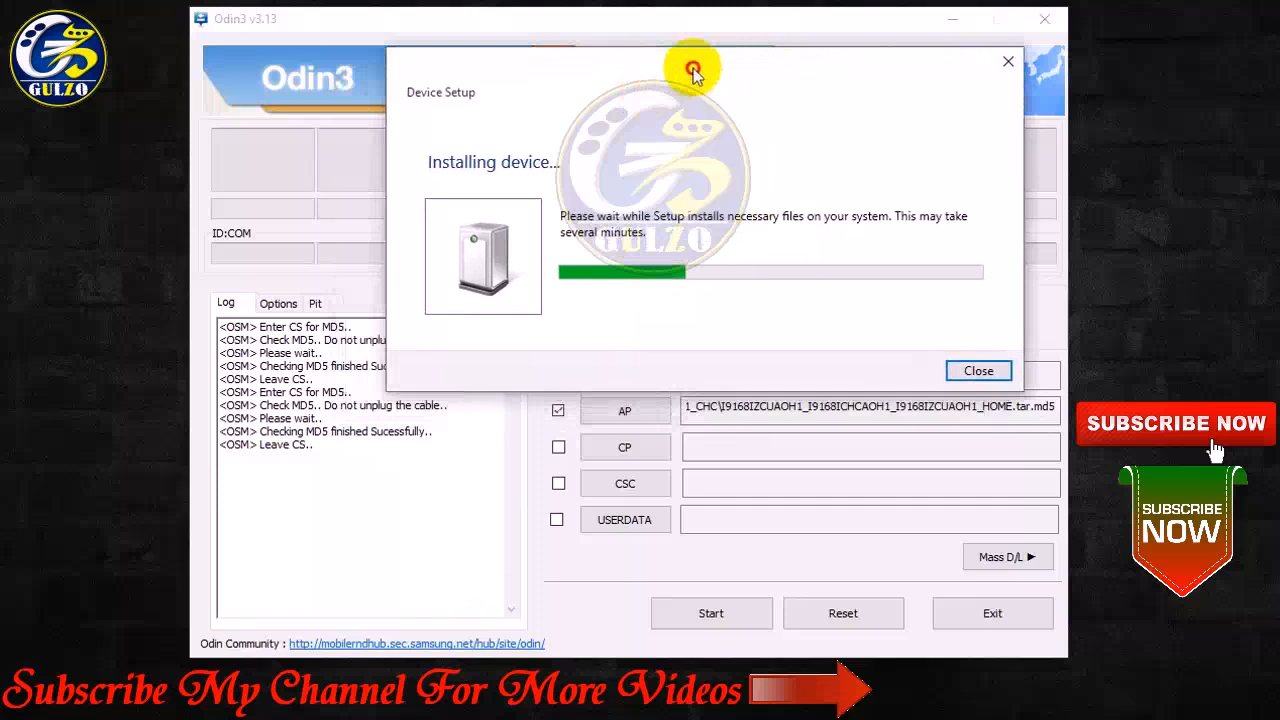 Odin3 v3.13
GULZO
Odin3
Device Setup
Installing device...
Please wait while Setup installs necessary files on your system. This may take
several minutes.
GULZO
Close
ID:COM
Log
Options
Pit
<OSM> Enter CS for MD5..
<OSM> Check MD5.. Do not unplu
<OSM> Please wait..
<OSM> Checking MD5 finished Suc
<OSM> Leave CS..
<OSM> Enter CS for MD5..
<OSM> Check MD5.. Do not unplug the cable..
<OSM> Please wait..
<OSM> Checking MD5 finished Sucessfully..
<OSM> Leave CS..
AP
1_CHC\I9168IZCUAOH1_I9168ICHCAOH1_I9168IZCUAOH1_HOME.tar.md5
CP
CSC
USERDATA
Mass D/L ►
Start
Reset
Exit
Odin Community : http://mobilerndhub.sec.samsung.net/hub/site/odin/
SUBSCRIBE NOW
SUBSCRIBE
NOW
Subscribe My Channel For More Videos